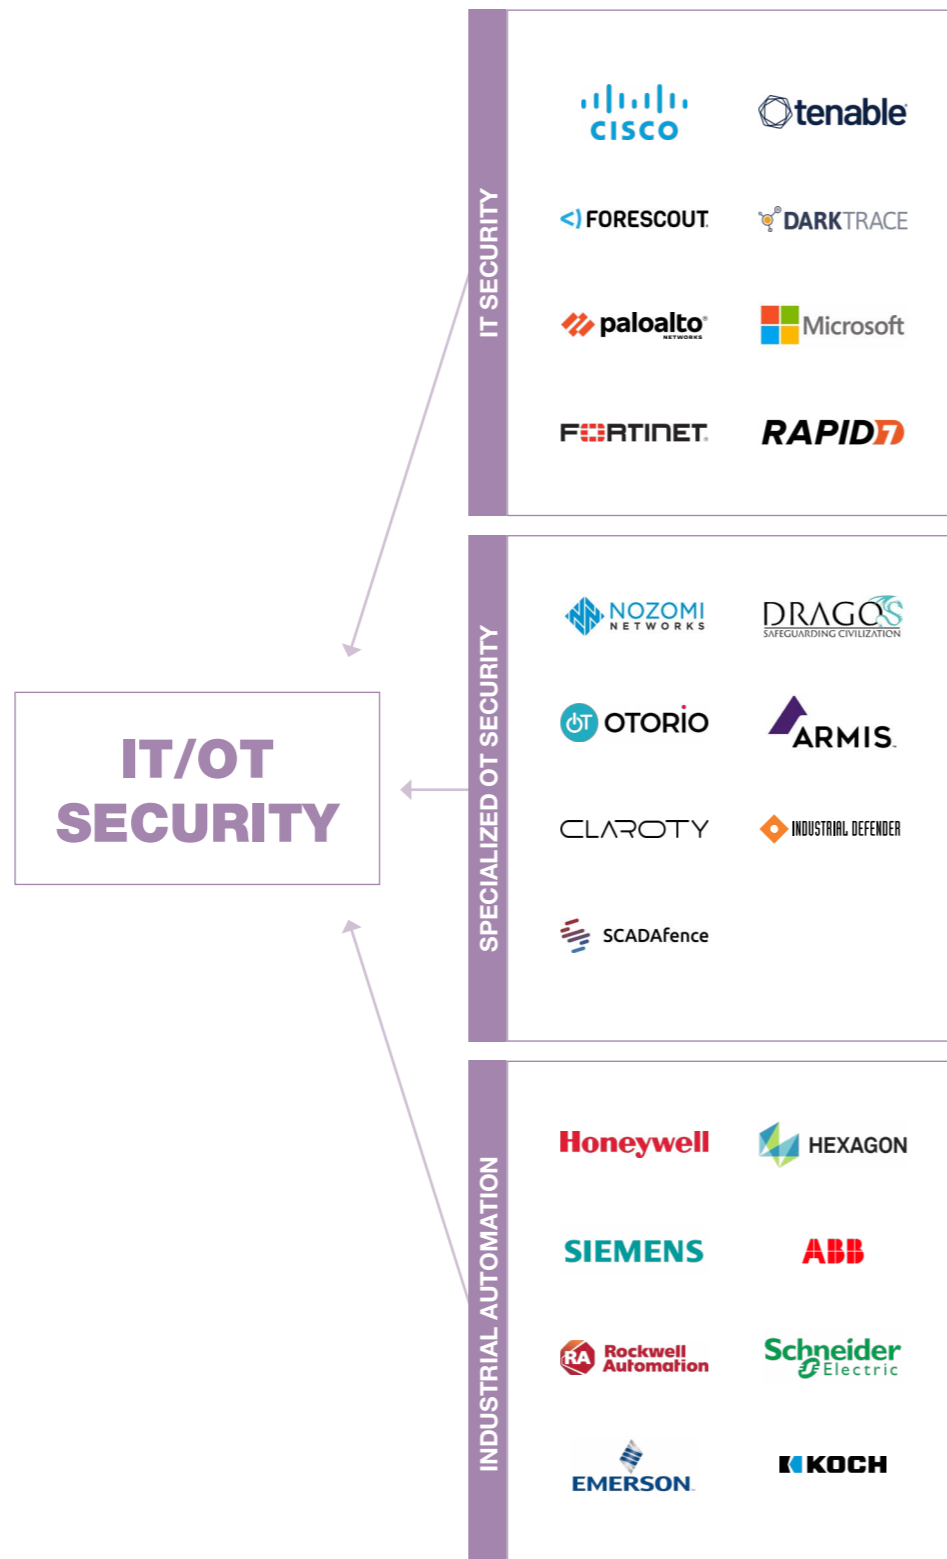 IT SECURITY
CISCO
tenable
FORESCOUT
DARKTRACE
paloalto
NETWORKS
Microsoft
FORTINET
RAPID7
IT/OT
SECURITY
SPECIALIZED OT SECURITY
NOZOMI
NETWORKS
DRAGOS
SAFEGUARDING CIVILIZATION
OT OTORIO
ARMIS
CLAROTY
INDUSTRIAL DEFENDER
SCADAfence
INDUSTRIAL AUTOMATION
Honeywell
HEXAGON
SIEMENS
ABB
RA Rockwell
Automation
Schneider
Electric
EMERSON
KOCH